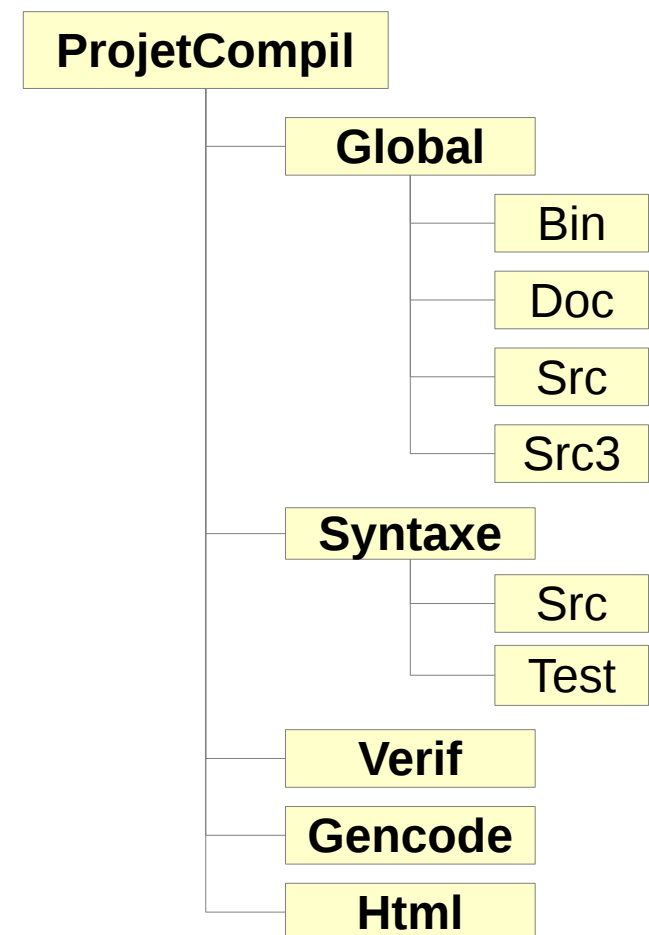 ProjetCompil
Global
Bin
Doc
Src
Src3
Syntaxe
Src
Test
Verif
Gencode
Html